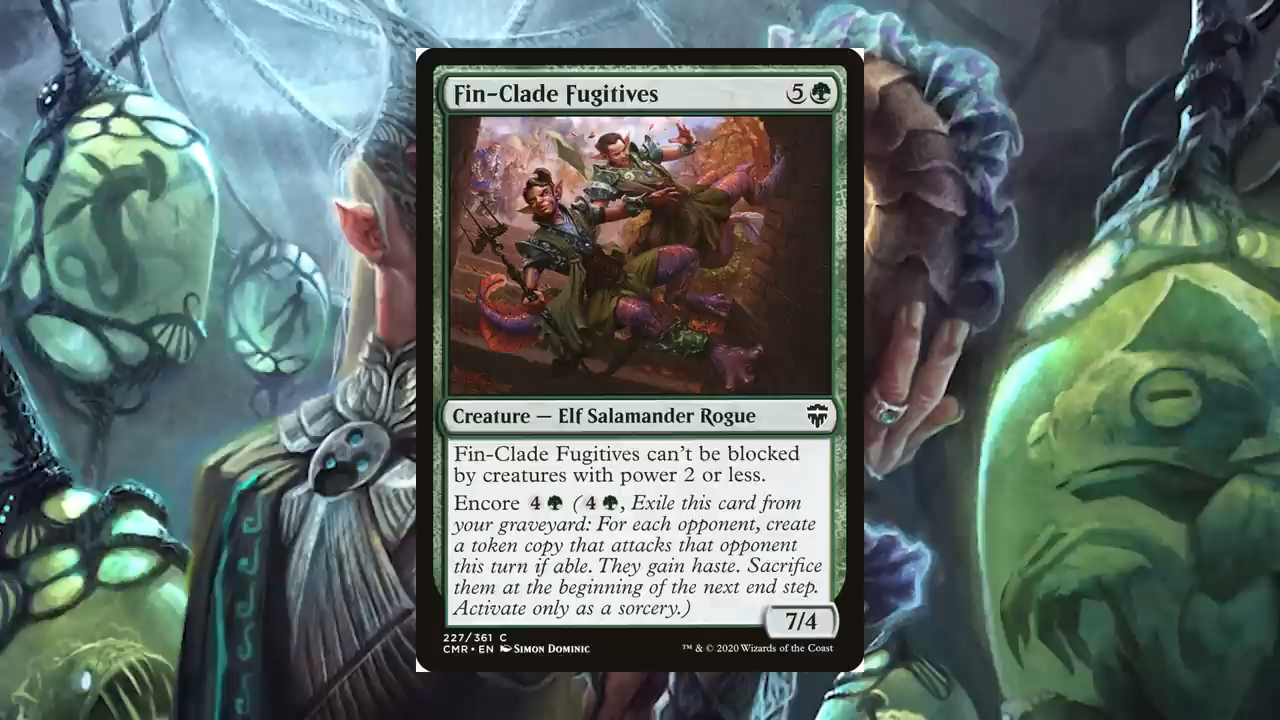 Fin-Clade Fugitives 5
Creature — Elf Salamander Rogue
Fin-Clade Fugitives can't be blocked
by creatures with power 2 or less.
Encore 4 (4, Exile this card from
your graveyard: For each opponent, create
a token copy that attacks that opponent
this turn if able. They gain haste. Sacrifice
them at the beginning of the next end step.
Activate only as a sorcery.)
7/4
227/361 C
CMR • EN Simon Dominic
™ & © 2020 Wizards of the Coast